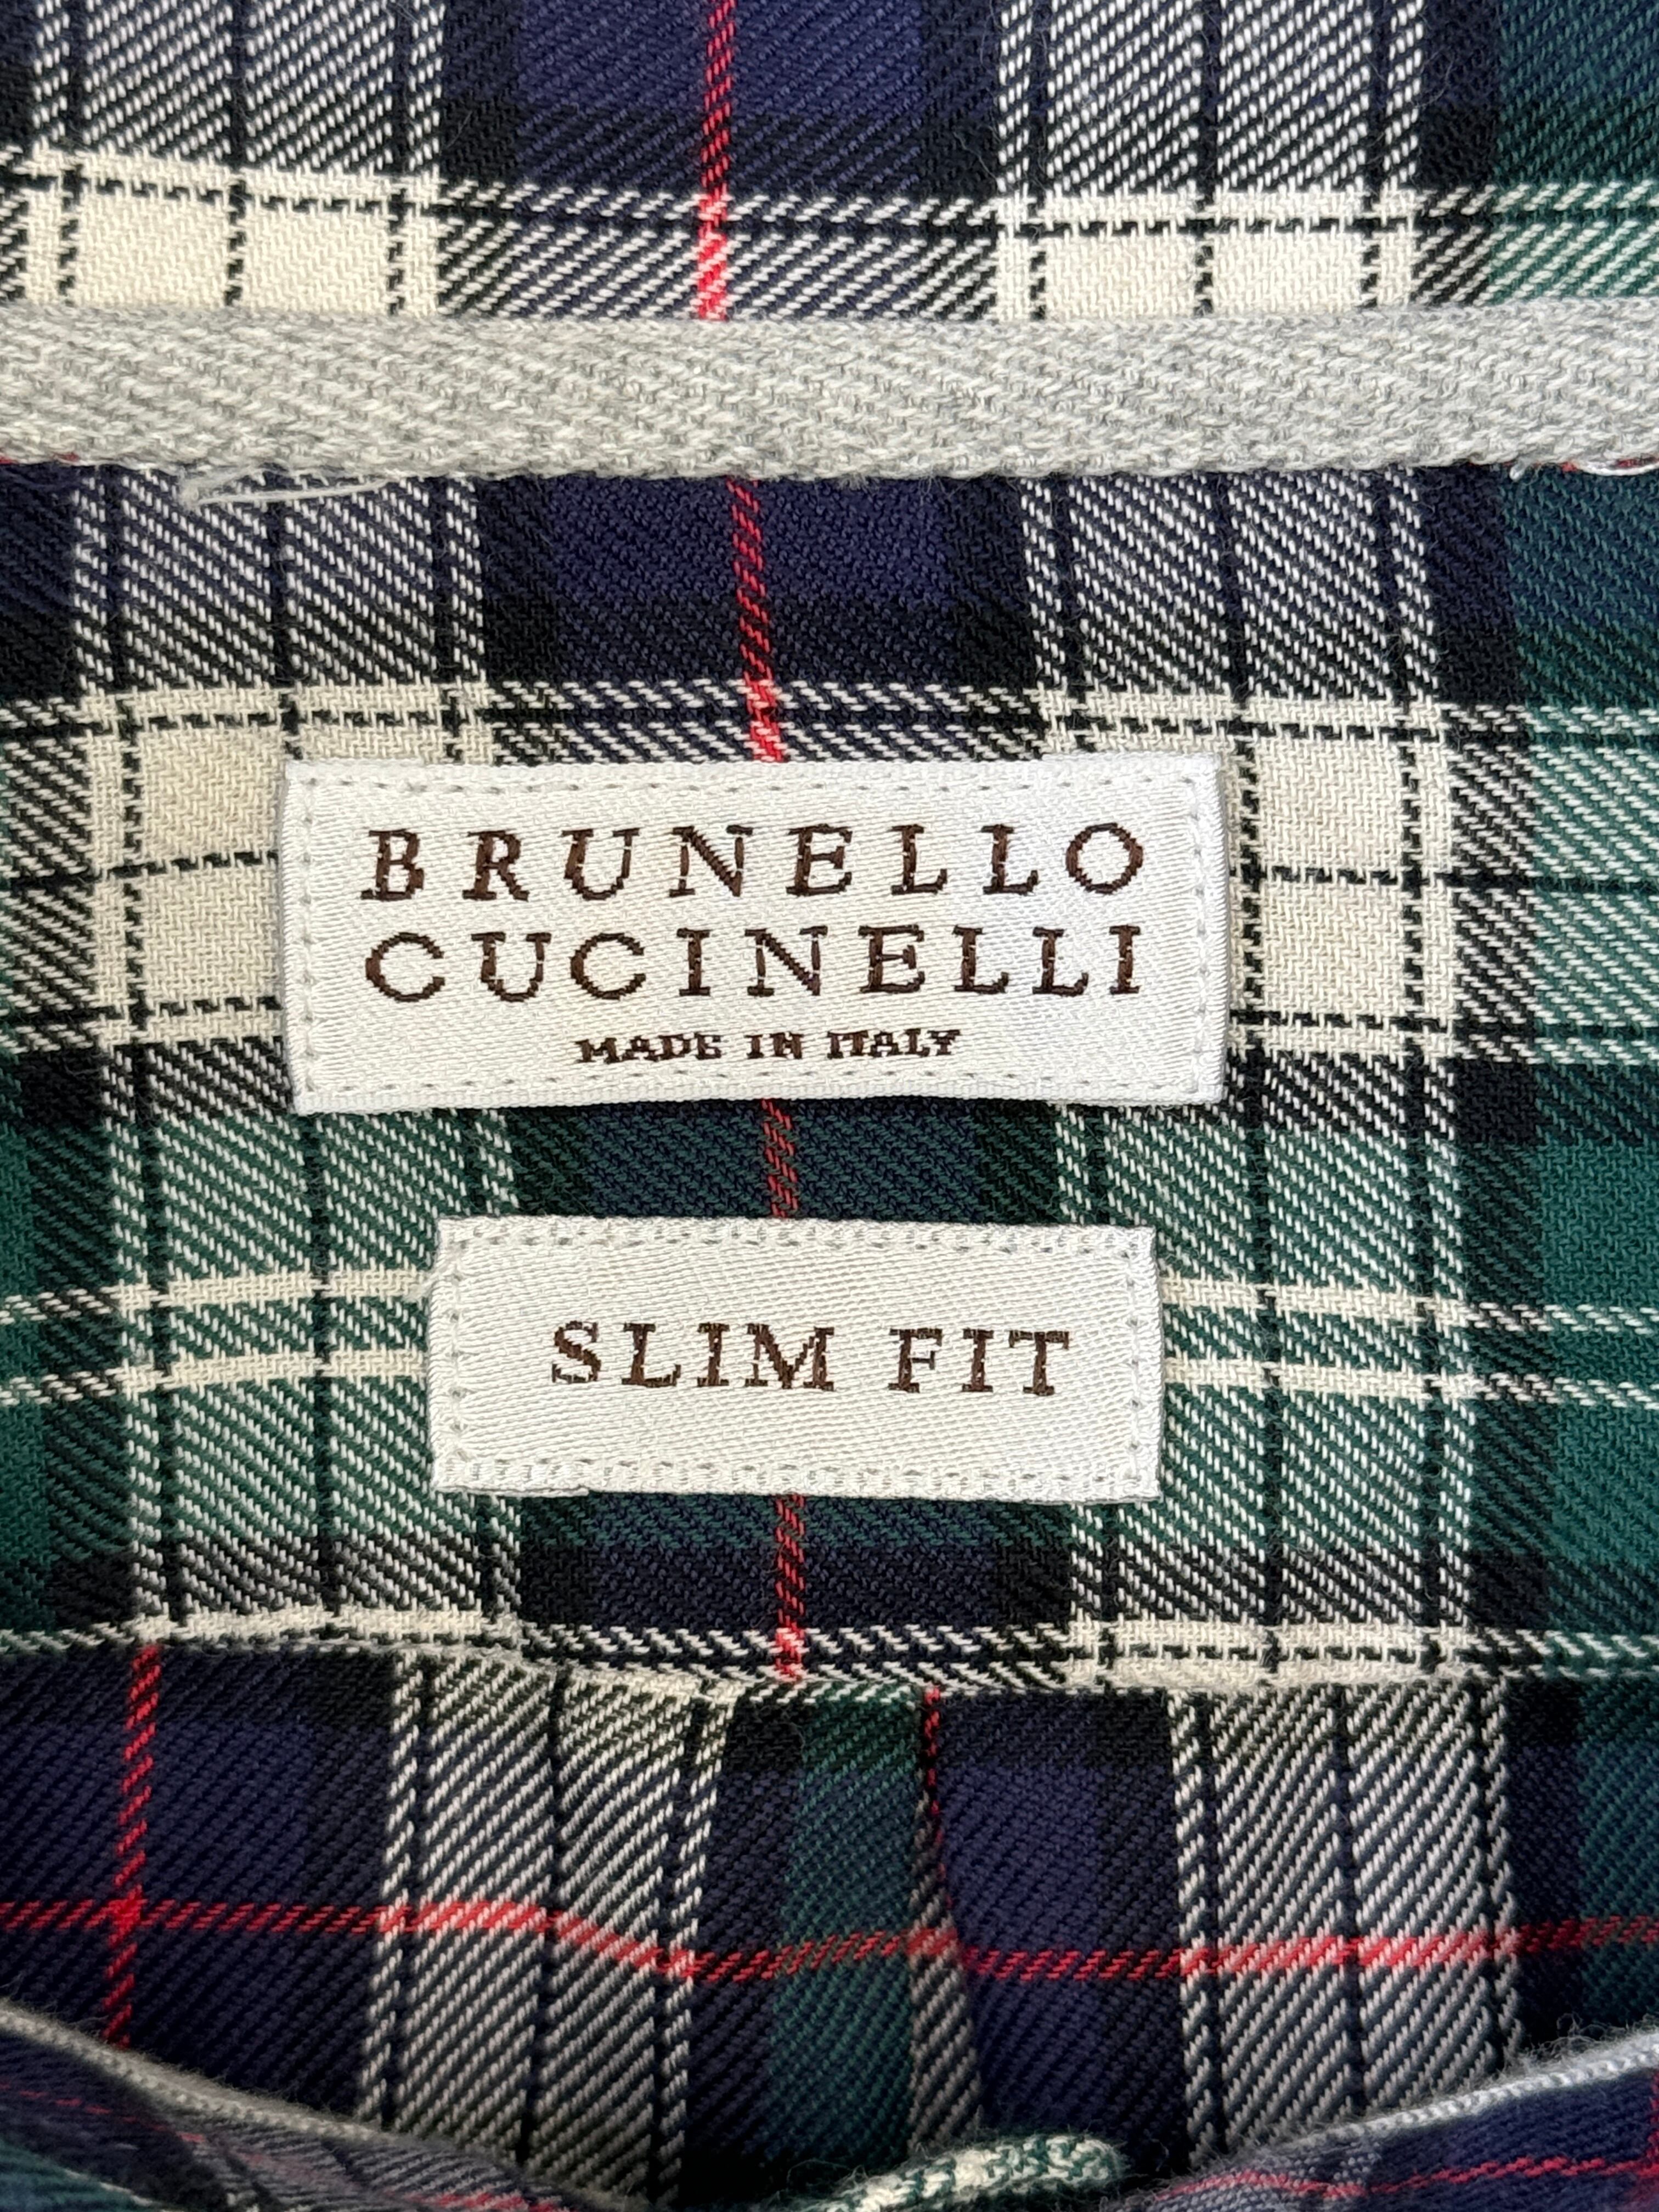 BRUNELLO
CUCINELLI
MADE IN ITALY
SLIM FIT